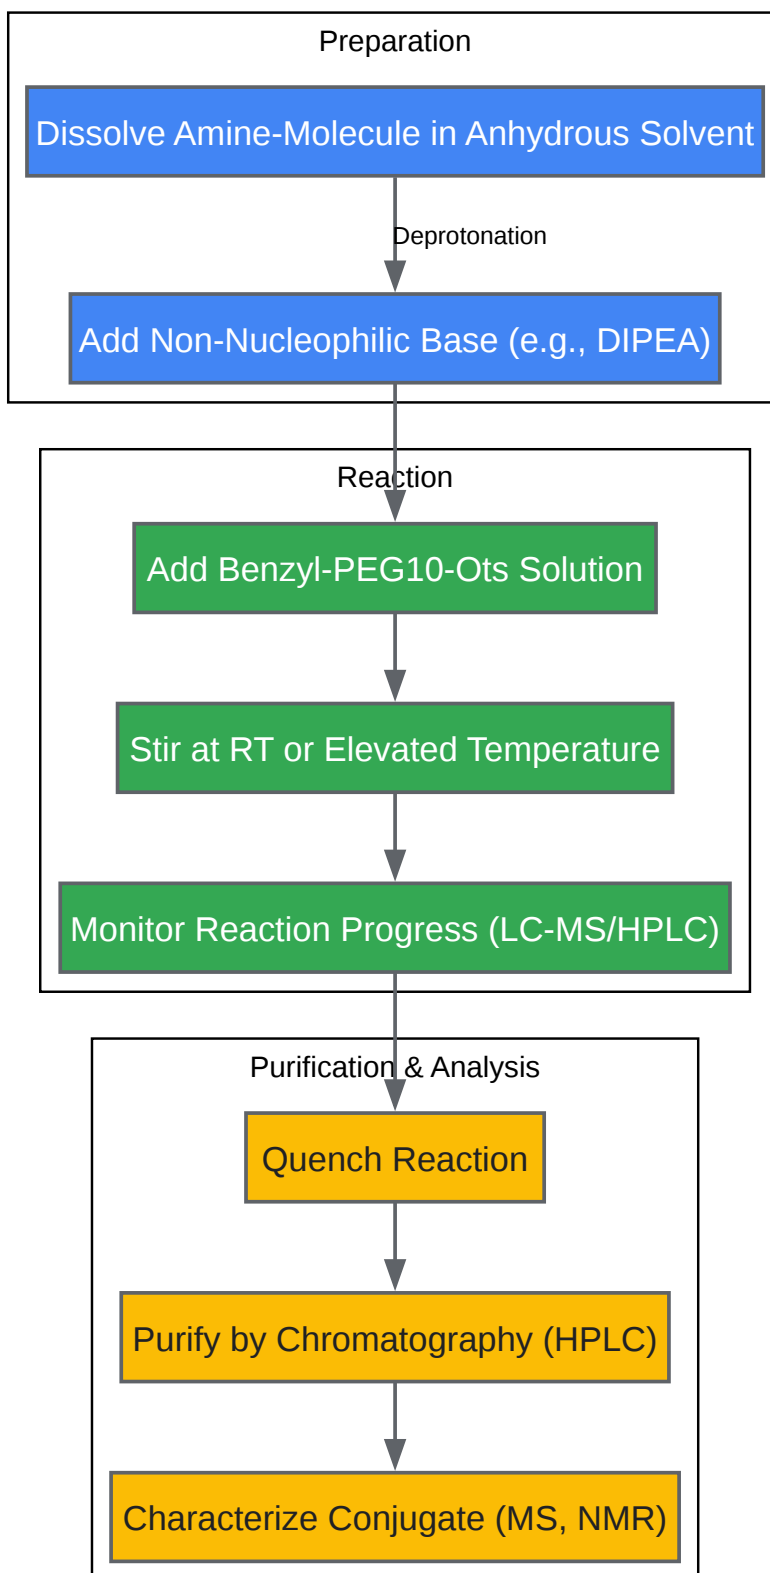 Preparation
Dissolve Amine-Molecule in Anhydrous Solvent
Deprotonation
Add Non-Nucleophilic Base (e.g., DIPEA)
Reaction
Add Benzyl-PEG10-Ots Solution
Stir at RT or Elevated Temperature
Monitor Reaction Progress (LC-MS/HPLC)
Purification & Analysis
Quench Reaction
Purify by Chromatography (HPLC)
Characterize Conjugate (MS, NMR)